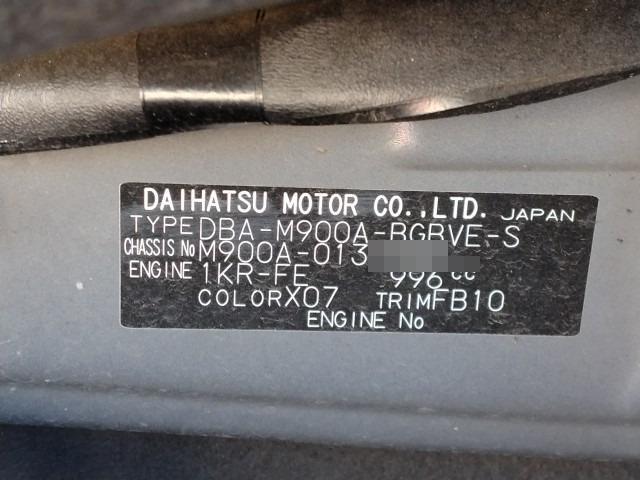 DAIHATSU MOTOR CO.,LTD. JAPAN
TYPE DBA-M900A-BGBVE-S
CHASSIS No M900A-013
ENGINE 1KR-FE 996 cc
COLOR X07 TRIM FB10
ENGINE No